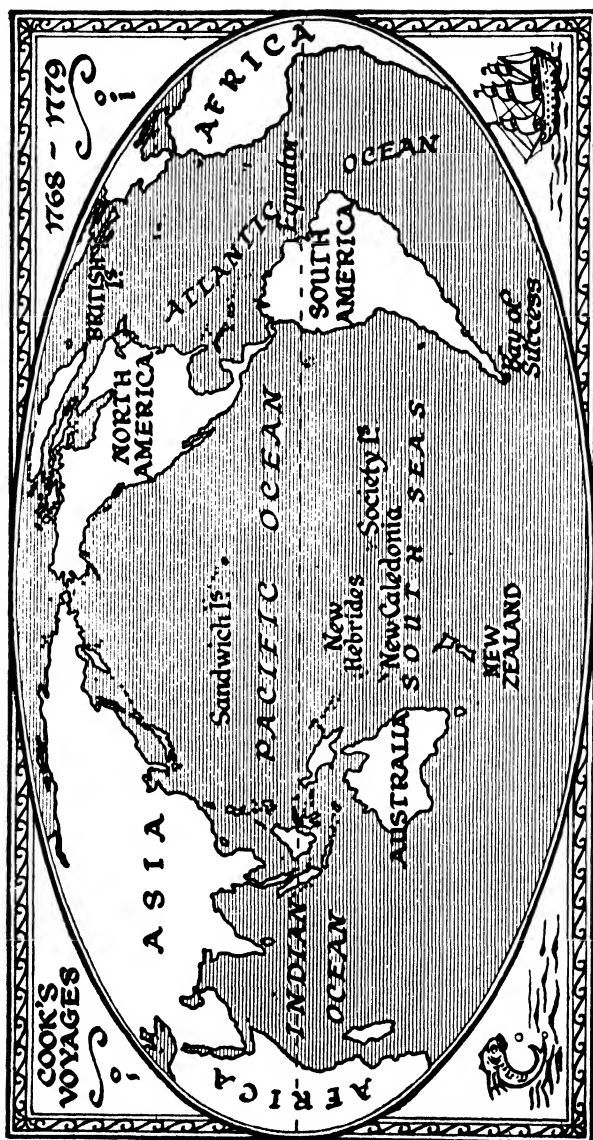 COOK'S
VOYAGES
1768 - 1779
AFRICA
ASIA
NORTH
AMERICA
BRITISH
Is.
ATLANTIC
OCEAN
Equator
AFRICA
SOUTH
AMERICA
Sandwich Is.
PACIFIC OCEAN
INDIAN
OCEAN
AUSTRALIA
New
Hebrides
New Caledonia
Society Is.
SOUTH SEAS
NEW
ZEALAND
Bay of
Success